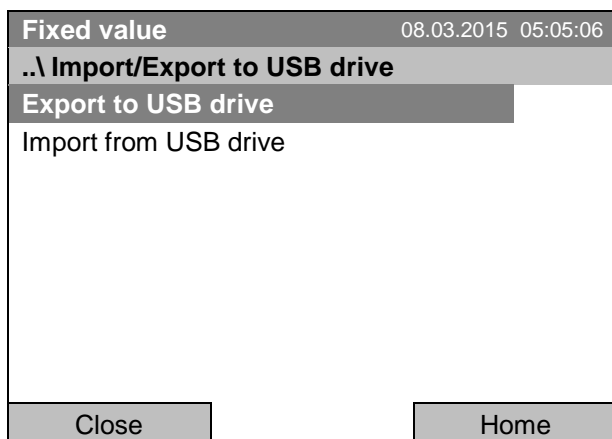 Fixed value 08.03.2015 05:05:06
..\ Import/Export to USB drive
Export to USB drive
Import from USB drive
Close Home